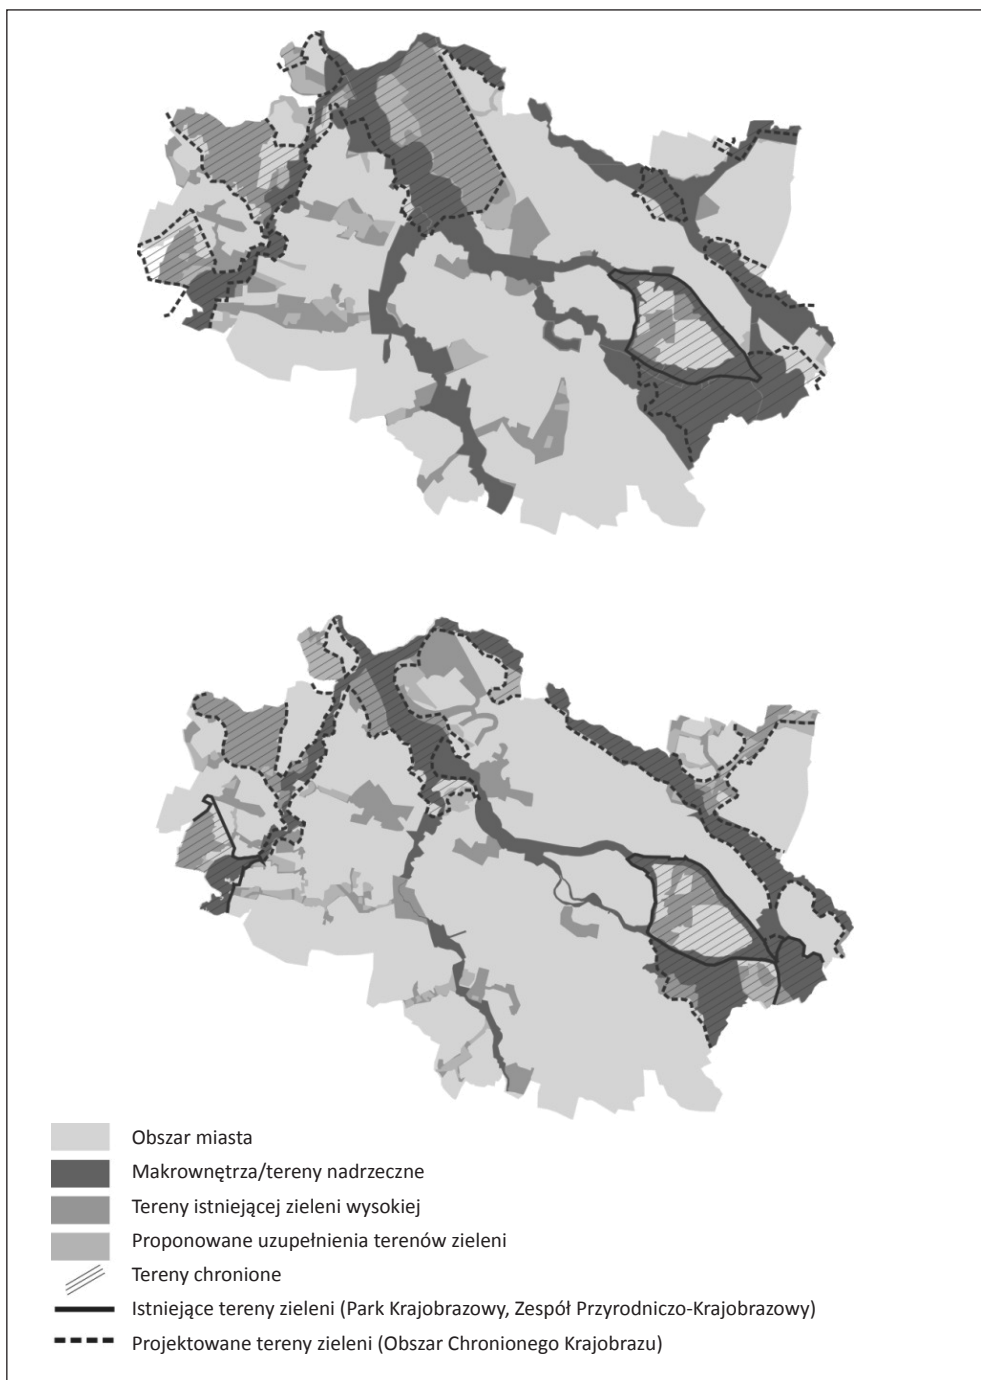 Obszar miasta
Makrownętrza/tereny nadrzeczne
Tereny istniejącej zieleni wysokiej
Proponowane uzupełnienia terenów zieleni
Tereny chronione
Istniejące tereny zieleni (Park Krajobrazowy, Zespół Przyrodniczo-Krajobrazowy)
Projektowane tereny zieleni (Obszar Chronionego Krajobrazu)